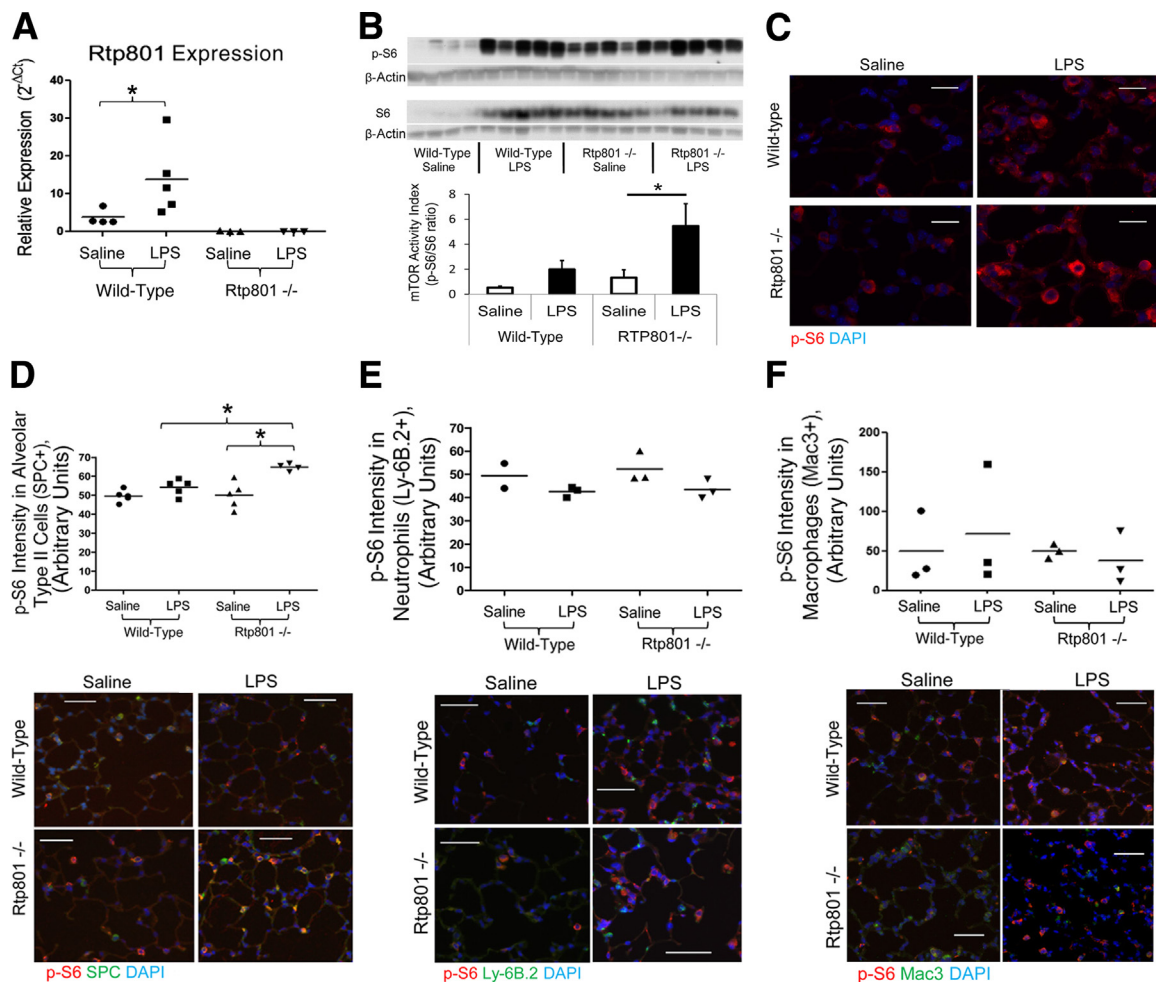 A
Rtp801 Expression
Relative Expression (2^ΔCt)
40
30
20
10
0
*
Saline LPS Saline LPS
Wild-Type Rtp801 -/-
B
p-S6
β-Actin
S6
β-Actin
Wild-Type Saline Wild-Type LPS Rtp801 -/- Saline Rtp801 -/- LPS
mTOR Activity Index
(p-S6/S6 ratio)
8
6
4
2
0
*
Saline LPS Saline LPS
Wild-Type RTP801-/-
C
Saline LPS
Wild-type
Rtp801 -/-
p-S6 DAPI
D
p-S6 Intensity in Alveolar
Type II Cells (SPC+),
(Arbitrary Units)
70
60
50
40
30
20
10
0
*
*
Saline LPS Saline LPS
Wild-Type Rtp801 -/-
Saline LPS
Wild-Type
Rtp801 -/-
p-S6 SPC DAPI
E
p-S6 Intensity in
Neutrophils (Ly-6B.2+),
(Arbitrary Units)
70
60
50
40
30
20
10
0
Saline LPS Saline LPS
Wild-Type Rtp801 -/-
Saline LPS
Wild-Type
Rtp801 -/-
p-S6 Ly-6B.2 DAPI
F
p-S6 Intensity in
Macrophages (Mac3+),
(Arbitrary Units)
200
150
100
50
0
Saline LPS Saline LPS
Wild-Type Rtp801 -/-
Saline LPS
Wild-Type
Rtp801 -/-
p-S6 Mac3 DAPI